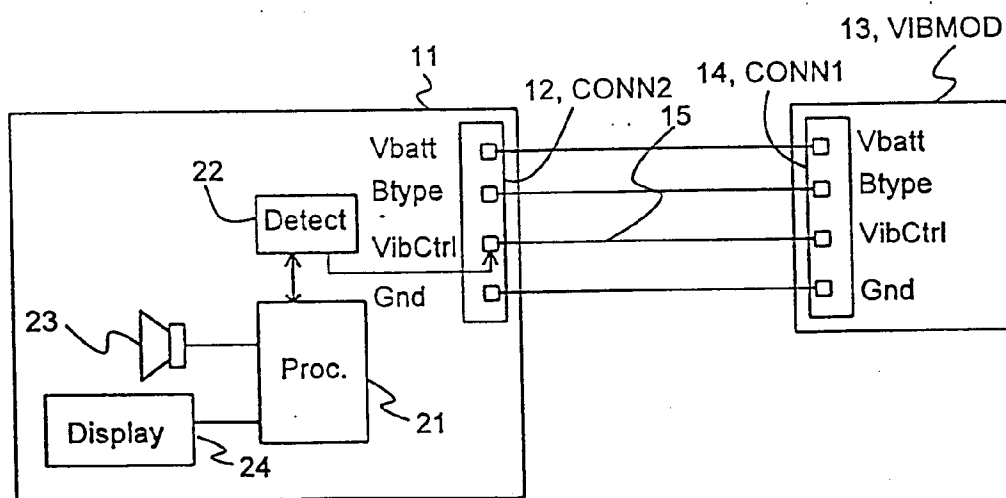 13, VIBMOD
11
12, CONN2
14, CONN1
15
Vbatt
Vbatt
22
Btype
Btype
Detect
VibCtrl
VibCtrl
Gnd
Gnd
23
Proc.
Display
21
24